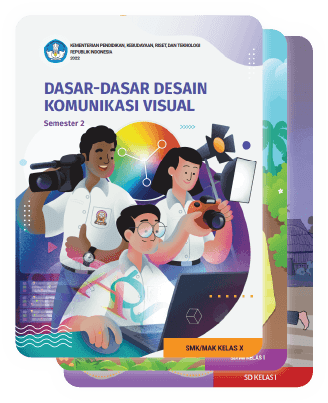 KEMENTERIAN PENDIDIKAN, KEBUDAYAAN, RISET, DAN TEKNOLOGI
REPUBLIK INDONESIA
2022
DASAR-DASAR DESAIN
KOMUNIKASI VISUAL
Semester 2
SMK/MAK KELAS X
KELAS I
SD KELAS I